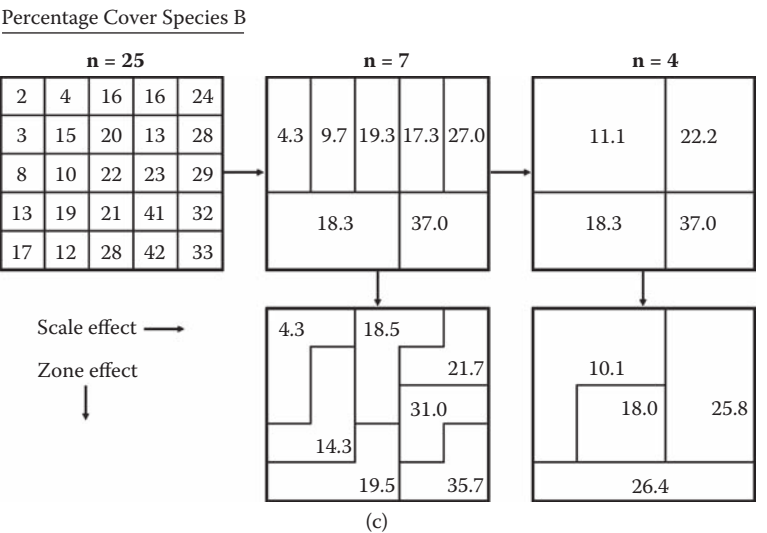 Percentage Cover Species B
n = 25
n = 7
n = 4
2 4 16 16 24
3 15 20 13 28
8 10 22 23 29
13 19 21 41 32
17 12 28 42 33
4.3 9.7 19.3 17.3 27.0
18.3 37.0
11.1 22.2
18.3 37.0
Scale effect
Zone effect
4.3 18.5
21.7
31.0
14.3
19.5 35.7
10.1
18.0 25.8
26.4
(c)